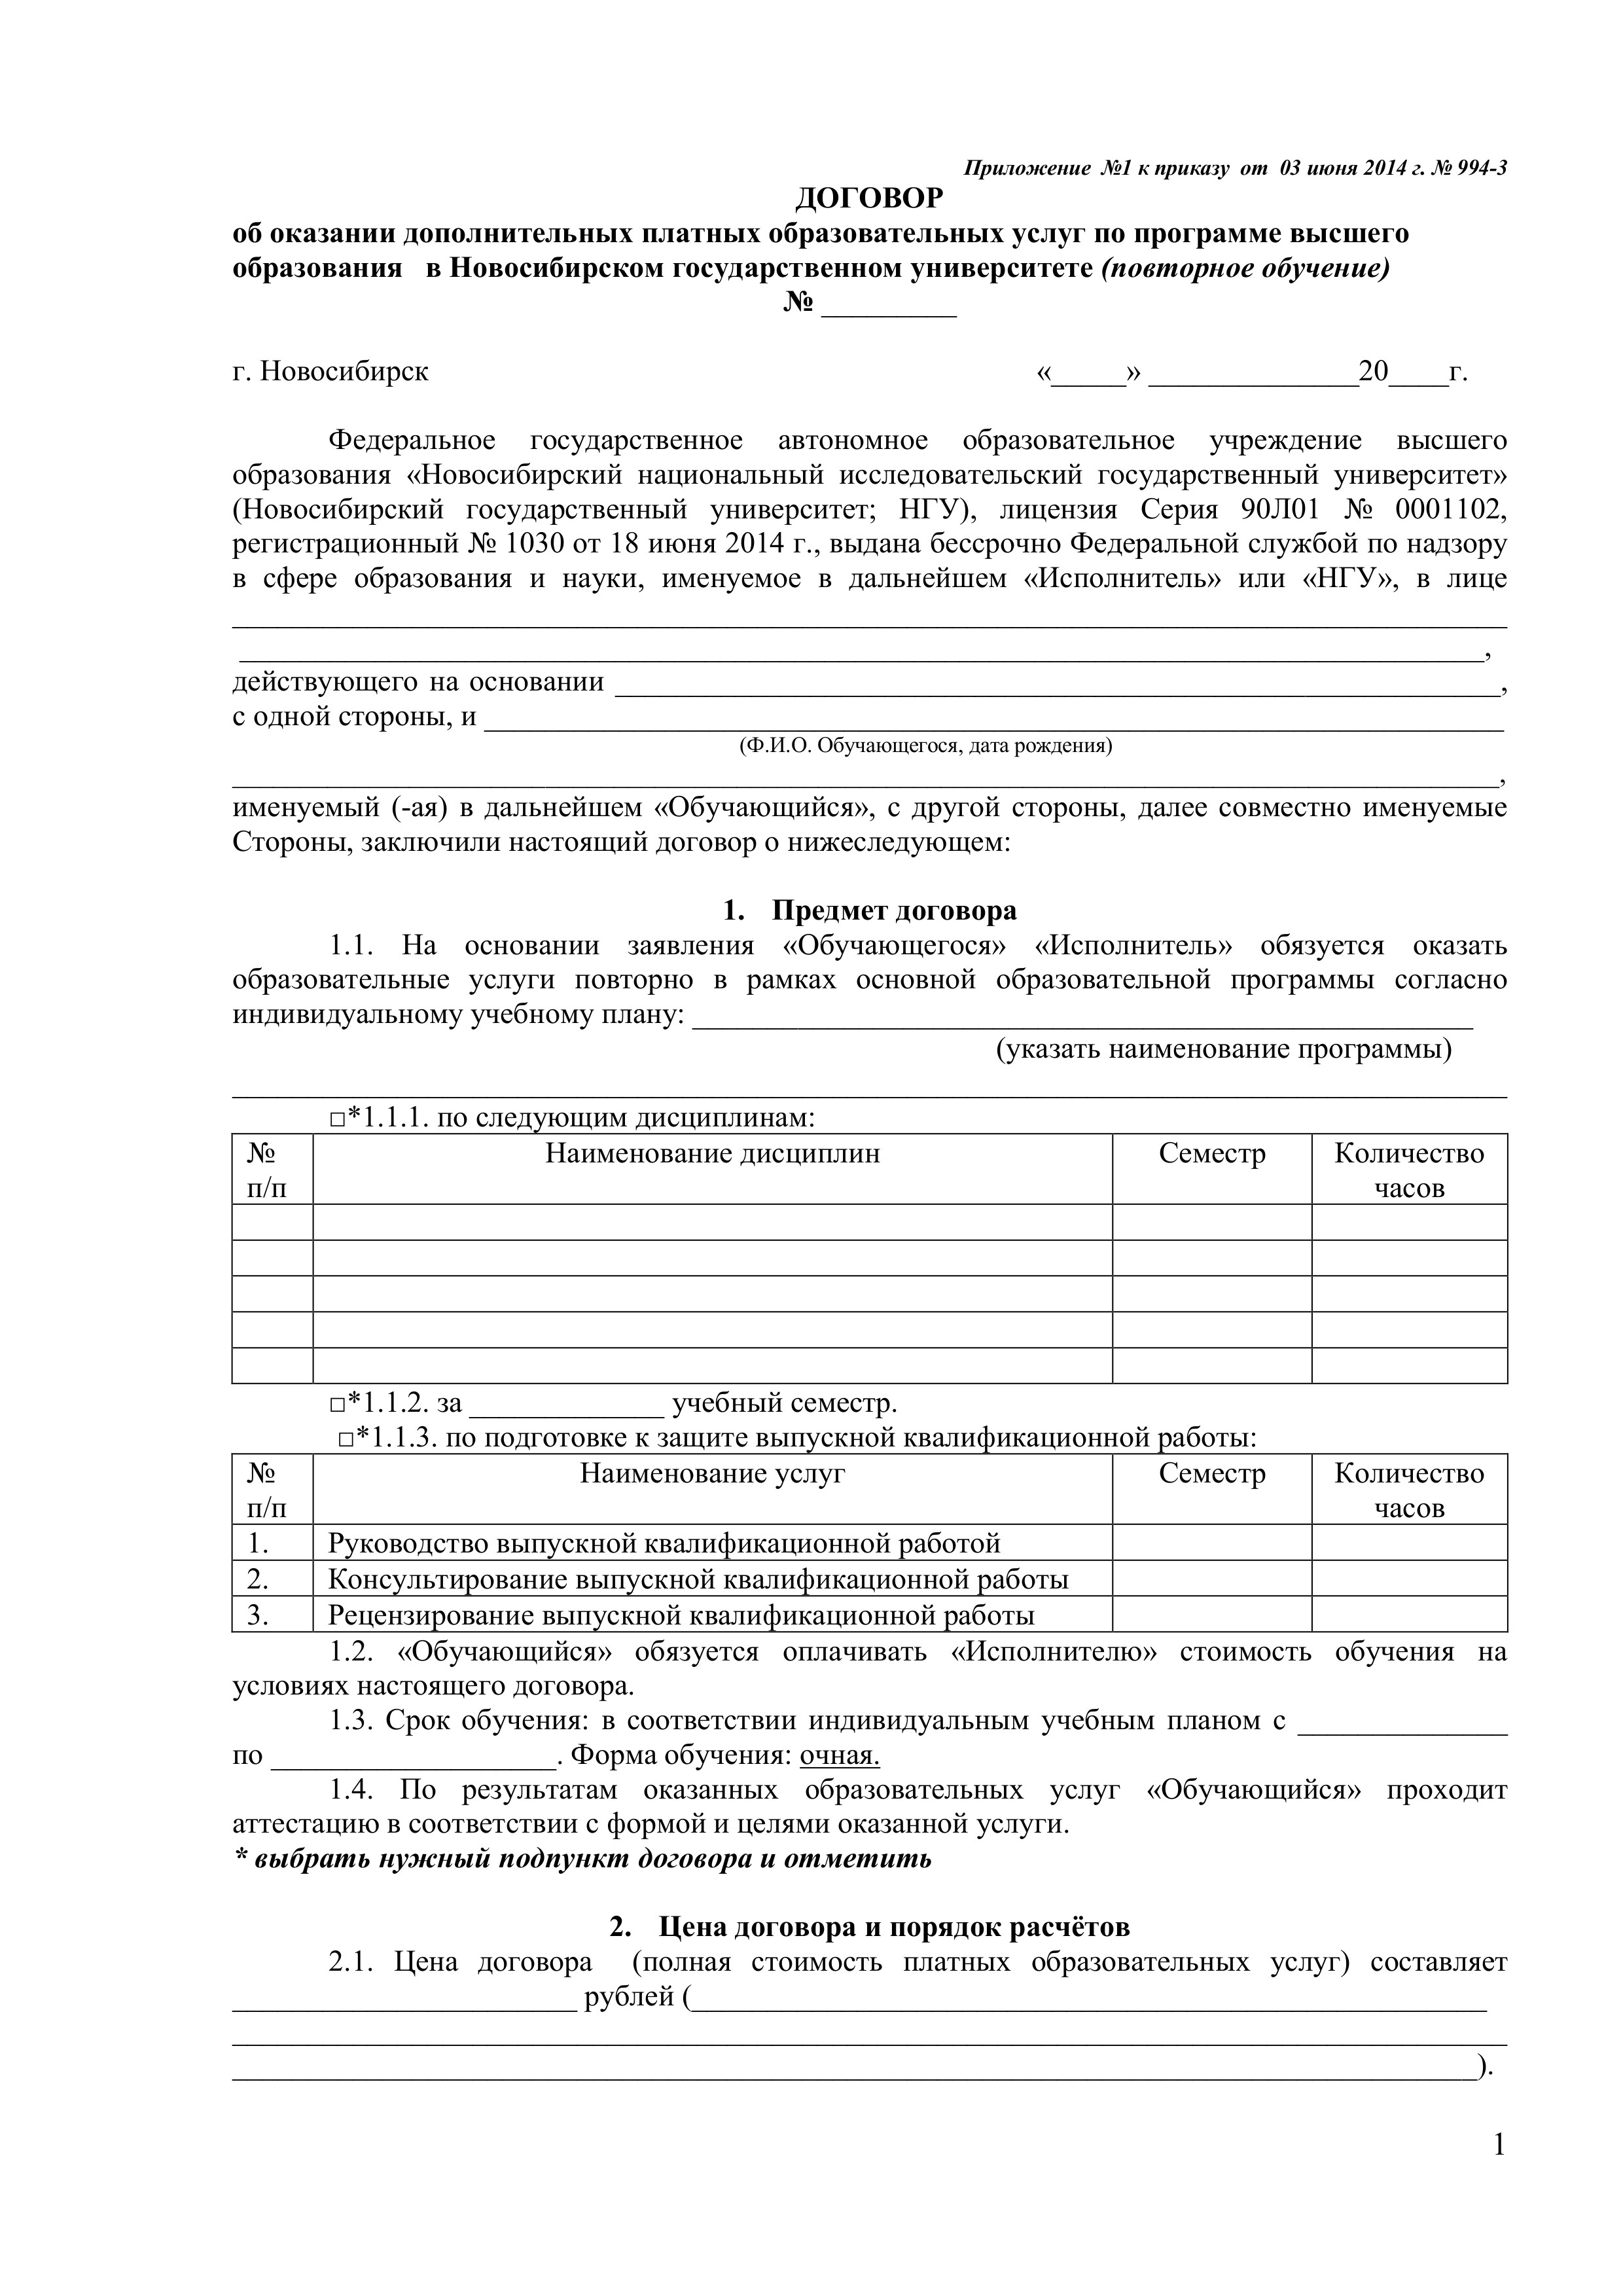 Приложение №1 к приказу от 03 июня 2014 г. № 994-3
ДОГОВОР
об оказании дополнительных платных образовательных услуг по программе высшего
образования в Новосибирском государственном университете (повторное обучение)
№ _________
г. Новосибирск «_____» ______________20____г.
Федеральное государственное автономное образовательное учреждение высшего
образования «Новосибирский национальный исследовательский государственный университет»
(Новосибирский государственный университет; НГУ), лицензия Серия 90Л01 № 0001102,
регистрационный № 1030 от 18 июня 2014 г., выдана бессрочно Федеральной службой по надзору
в сфере образования и науки, именуемое в дальнейшем «Исполнитель» или «НГУ», в лице
_____________________________________________________________________________________
___________________________________________________________________________________,
действующего на основании ___________________________________________________________,
с одной стороны, и ____________________________________________________________________
(Ф.И.О. Обучающегося, дата рождения)
____________________________________________________________________________________,
именуемый (-ая) в дальнейшем «Обучающийся», с другой стороны, далее совместно именуемые
Стороны, заключили настоящий договор о нижеследующем:
1. Предмет договора
1.1. На основании заявления «Обучающегося» «Исполнитель» обязуется оказать
образовательные услуги повторно в рамках основной образовательной программы согласно
индивидуальному учебному плану: ____________________________________________________
(указать наименование программы)
_____________________________________________________________________________________
□*1.1.1. по следующим дисциплинам:
№ Наименование дисциплин Семестр Количество
п/п часов
□*1.1.2. за _____________ учебный семестр.
□*1.1.3. по подготовке к защите выпускной квалификационной работы:
№ Наименование услуг Семестр Количество
п/п часов
1. Руководство выпускной квалификационной работой
2. Консультирование выпускной квалификационной работы
3. Рецензирование выпускной квалификационной работы
1.2. «Обучающийся» обязуется оплачивать «Исполнителю» стоимость обучения на
условиях настоящего договора.
1.3. Срок обучения: в соответствии индивидуальным учебным планом с ______________
по ___________________. Форма обучения: очная.
1.4. По результатам оказанных образовательных услуг «Обучающийся» проходит
аттестацию в соответствии с формой и целями оказанной услуги.
* выбрать нужный подпункт договора и отметить
2. Цена договора и порядок расчётов
2.1. Цена договора (полная стоимость платных образовательных услуг) составляет
_______________________ рублей (_____________________________________________________
_____________________________________________________________________________________
___________________________________________________________________________________).
1